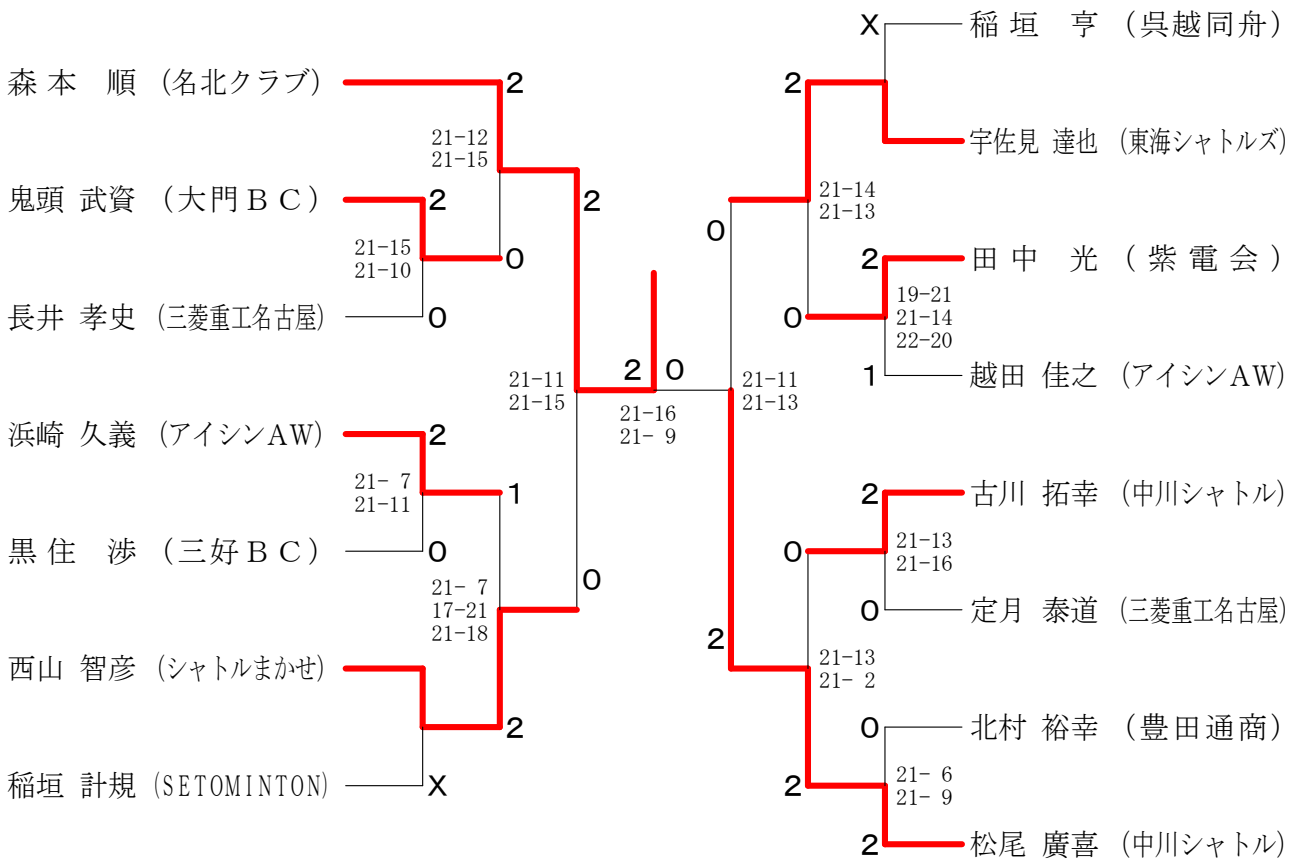 森本 順 (名北クラブ)
2
21-12
21-15
鬼頭 武資 (大門BC)
2
21-15
21-10
0
長井 孝史 (三菱重工名古屋)
0
2
21-11
21-15
浜崎 久義 (アイシンAW)
2
21- 7
21-11
1
黒住 渉 (三好BC)
0
21- 7
17-21
21-18
0
西山 智彦 (シャトルまかせ)
2
稲垣 計規 (SETOMINTON)
X
2 0
21-16
21- 9
X
稲垣 亨 (呉越同舟)
2
宇佐見 達也 (東海シャトルズ)
21-14
21-13
0
2
田中 光 (紫電会)
0
19-21
21-14
22-20
1
越田 佳之 (アイシンAW)
21-11
21-13
2
古川 拓幸 (中川シャトル)
0
21-13
21-16
0
定月 泰道 (三菱重工名古屋)
2
21-13
21- 2
0
北村 裕幸 (豊田通商)
2
21- 6
21- 9
2
松尾 廣喜 (中川シャトル)